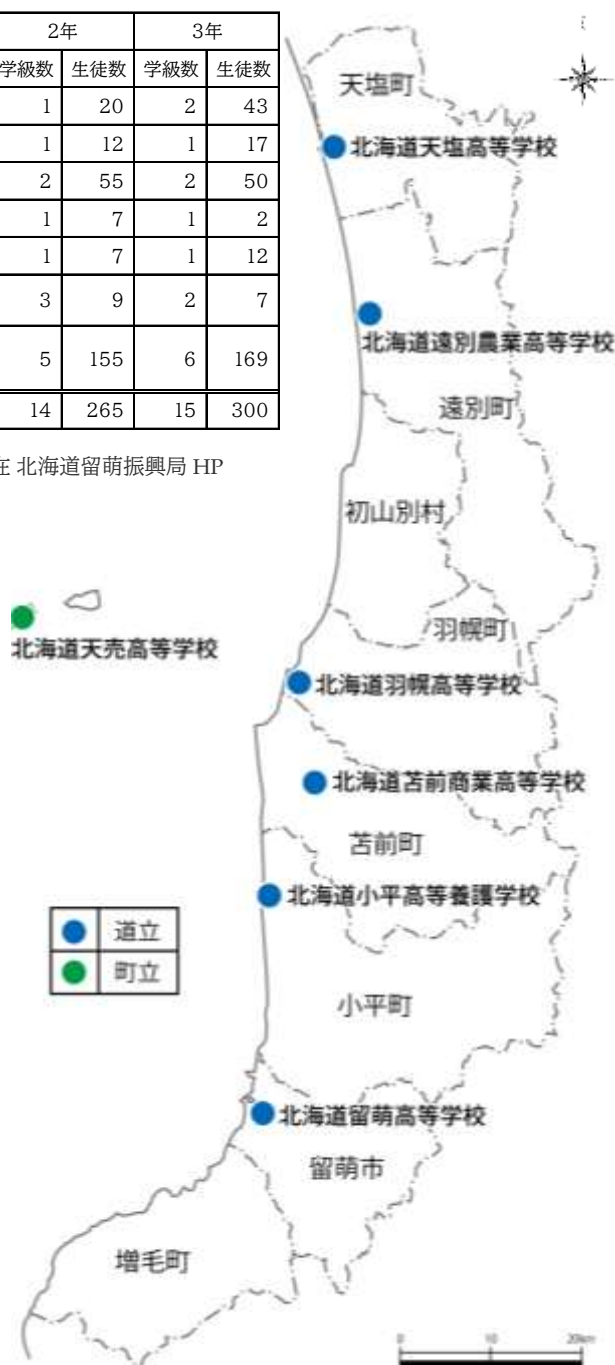 2年 3年
学級数 生徒数 学級数 生徒数
1 20 2 43
1 12 1 17
2 55 2 50
1 7 1 2
1 7 1 12
3 9 2 7
5 155 6 169
14 265 15 300
在 北海道留萌振興局 HP
天塩町
北海道天塩高等学校
北海道遠別農業高等学校
遠別町
初山別村
羽幌町
北海道天売高等学校
北海道羽幌高等学校
北海道苫前商業高等学校
苫前町
北海道小平高等養護学校
道立
町立
小平町
北海道留萌高等学校
留萌市
増毛町
0 10 20km